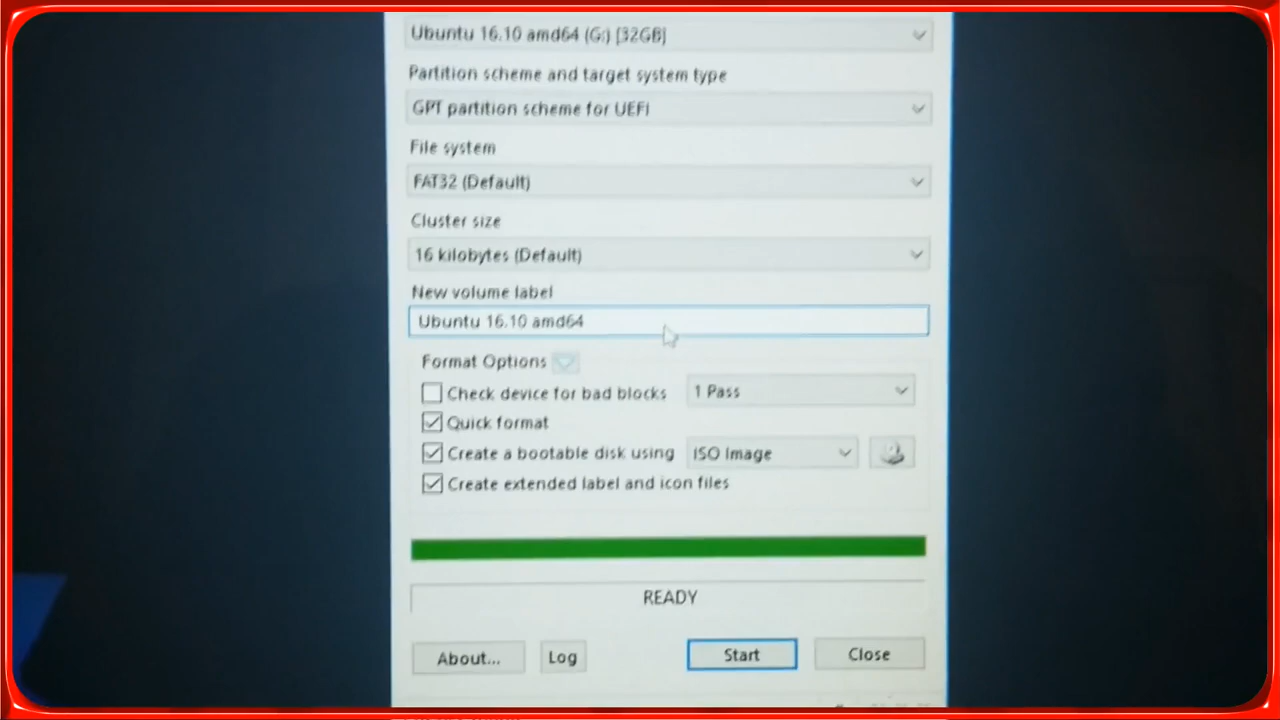 Ubuntu 16.10 amd64 (G:) [32GB]
Partition scheme and target system type
GPT partition scheme for UEFI
File system
FAT32 (Default)
Cluster size
16 kilobytes (Default)
New volume label
Ubuntu 16.10 amd64
Format Options
Check device for bad blocks 1 Pass
Quick format
Create a bootable disk using ISO Image
Create extended label and icon files
READY
About... Log Start Close